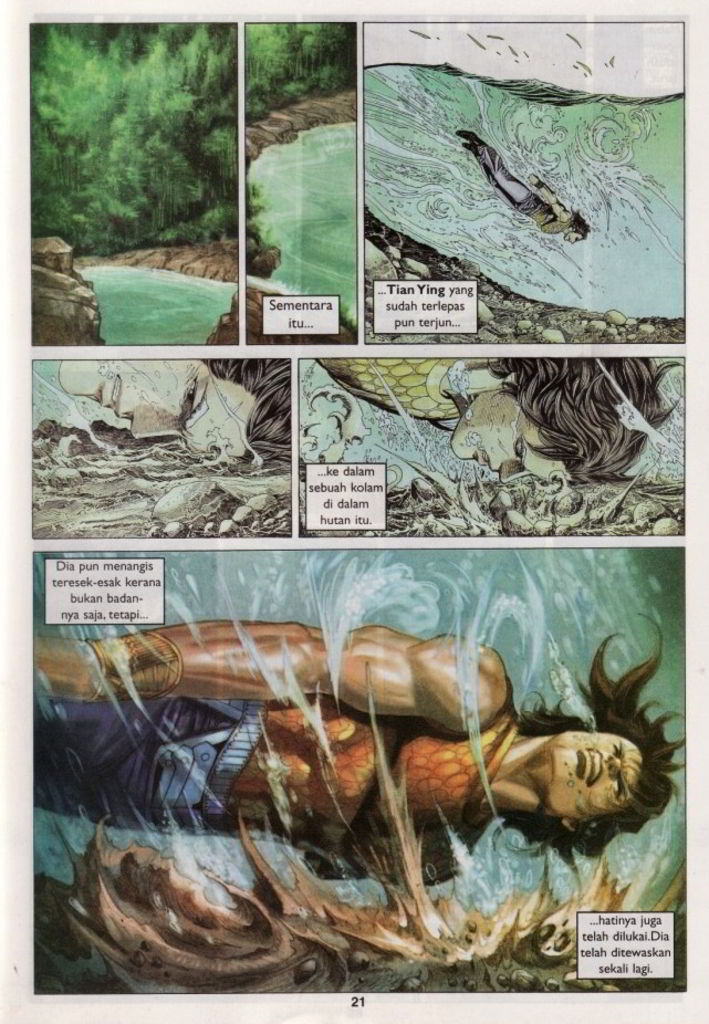 Sementara
itu...
...Tian Ying yang
sudah terlepas
pun terjun...
...ke dalam
sebuah kolam
di dalam
hutan itu.
Dia pun menangis
teresek-esak kerana
bukan badan-
nya saja, tetapi...
...hatinya juga
telah dilukai.Dia
telah ditewaskan
sekali lagi.
21